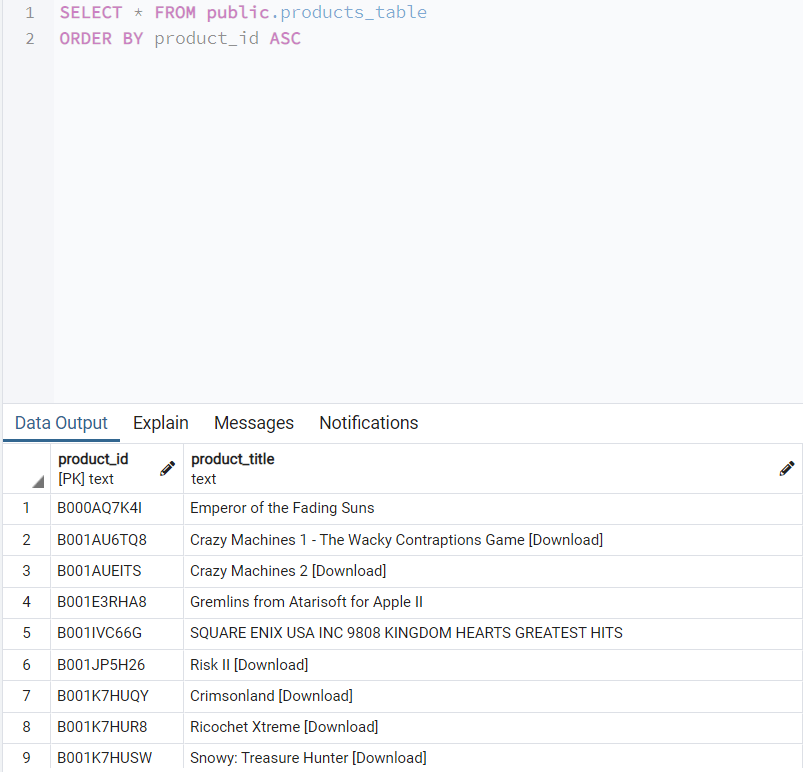 1 SELECT * FROM public.products_table
2 ORDER BY product_id ASC
Data Output Explain Messages Notifications
product_id product_title
[PK] text text
1 B000AQ7K4I Emperor of the Fading Suns
2 B001AU6TQ8 Crazy Machines 1 - The Wacky Contraptions Game [Download]
3 B001AUEITS Crazy Machines 2 [Download]
4 B001E3RHA8 Gremlins from Atarisoft for Apple II
5 B001IVC66G SQUARE ENIX USA INC 9808 KINGDOM HEARTS GREATEST HITS
6 B001JP5H26 Risk II [Download]
7 B001K7HUQY Crimsonland [Download]
8 B001K7HUR8 Ricochet Xtreme [Download]
9 B001K7HUSW Snowy: Treasure Hunter [Download]